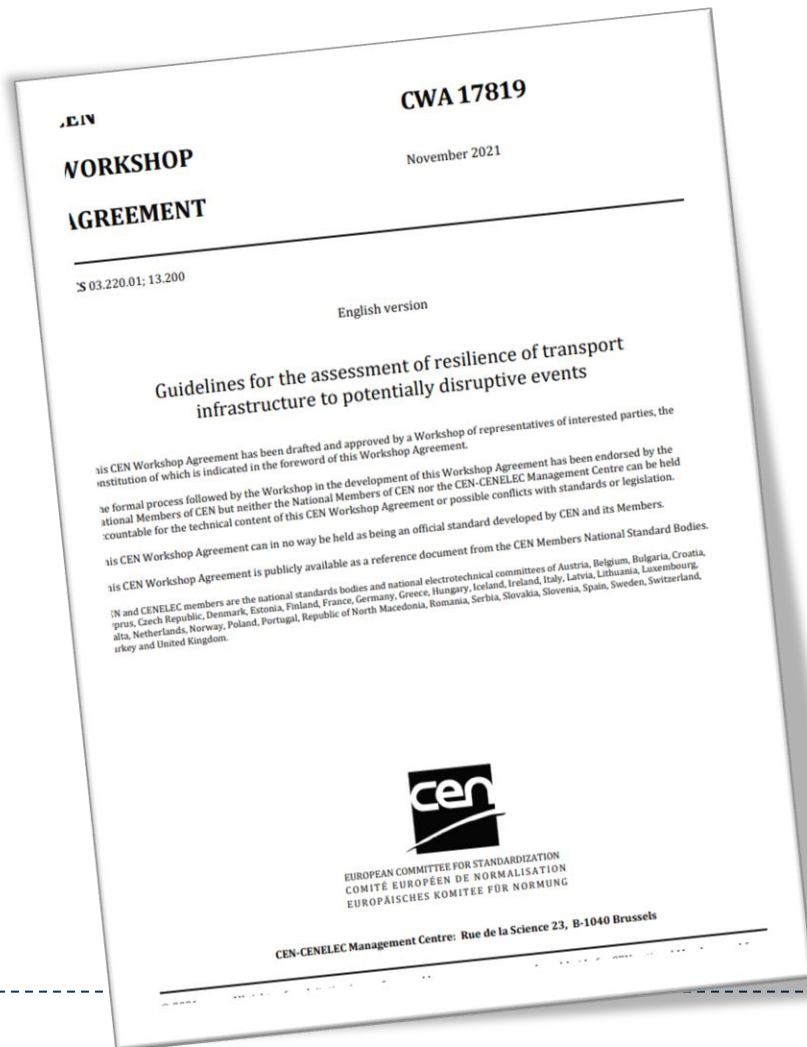 CWA 17819
WORKSHOP
November 2021
AGREEMENT
03.220.01; 13.200
English version
Guidelines for the assessment of resilience of transport
infrastructure to potentially disruptive events
CEN Workshop Agreement has been drafted and approved by a Workshop of representatives of interested parties, the
of which is indicated in the foreword of this Workshop Agreement.
formal process followed by the Workshop in the development of this Workshop Agreement has been endorsed by the
Members of CEN but neither the National Members of CEN nor the CEN-CENELEC Management Centre can be held
for the technical content of this CEN Workshop Agreement or possible conflicts with standards or legislation.
CEN Workshop Agreement can in no way be held as being an official standard developed by CEN and its Members.
CEN Workshop Agreement is publicly available as a reference document from the CEN Members National Standard Bodies.
and CENELEC members are the national standards bodies and national electrotechnical committees of Austria, Belgium, Bulgaria, Croatia,
Czech Republic, Denmark, Estonia, Finland, France, Germany, Greece, Hungary, Iceland, Ireland, Italy, Latvia, Lithuania, Luxembourg,
Netherlands, Norway, Poland, Portugal, Republic of North Macedonia, Romania, Serbia, Slovakia, Slovenia, Spain, Sweden, Switzerland,
and United Kingdom.
cen
EUROPEAN COMMITTEE FOR STANDARDIZATION
COMITÉ EUROPÉEN DE NORMALISATION
EUROPÄISCHES KOMITEE FÜR NORMUNG
CEN-CENELEC Management Centre: Rue de la Science 23, B-1040 Brussels